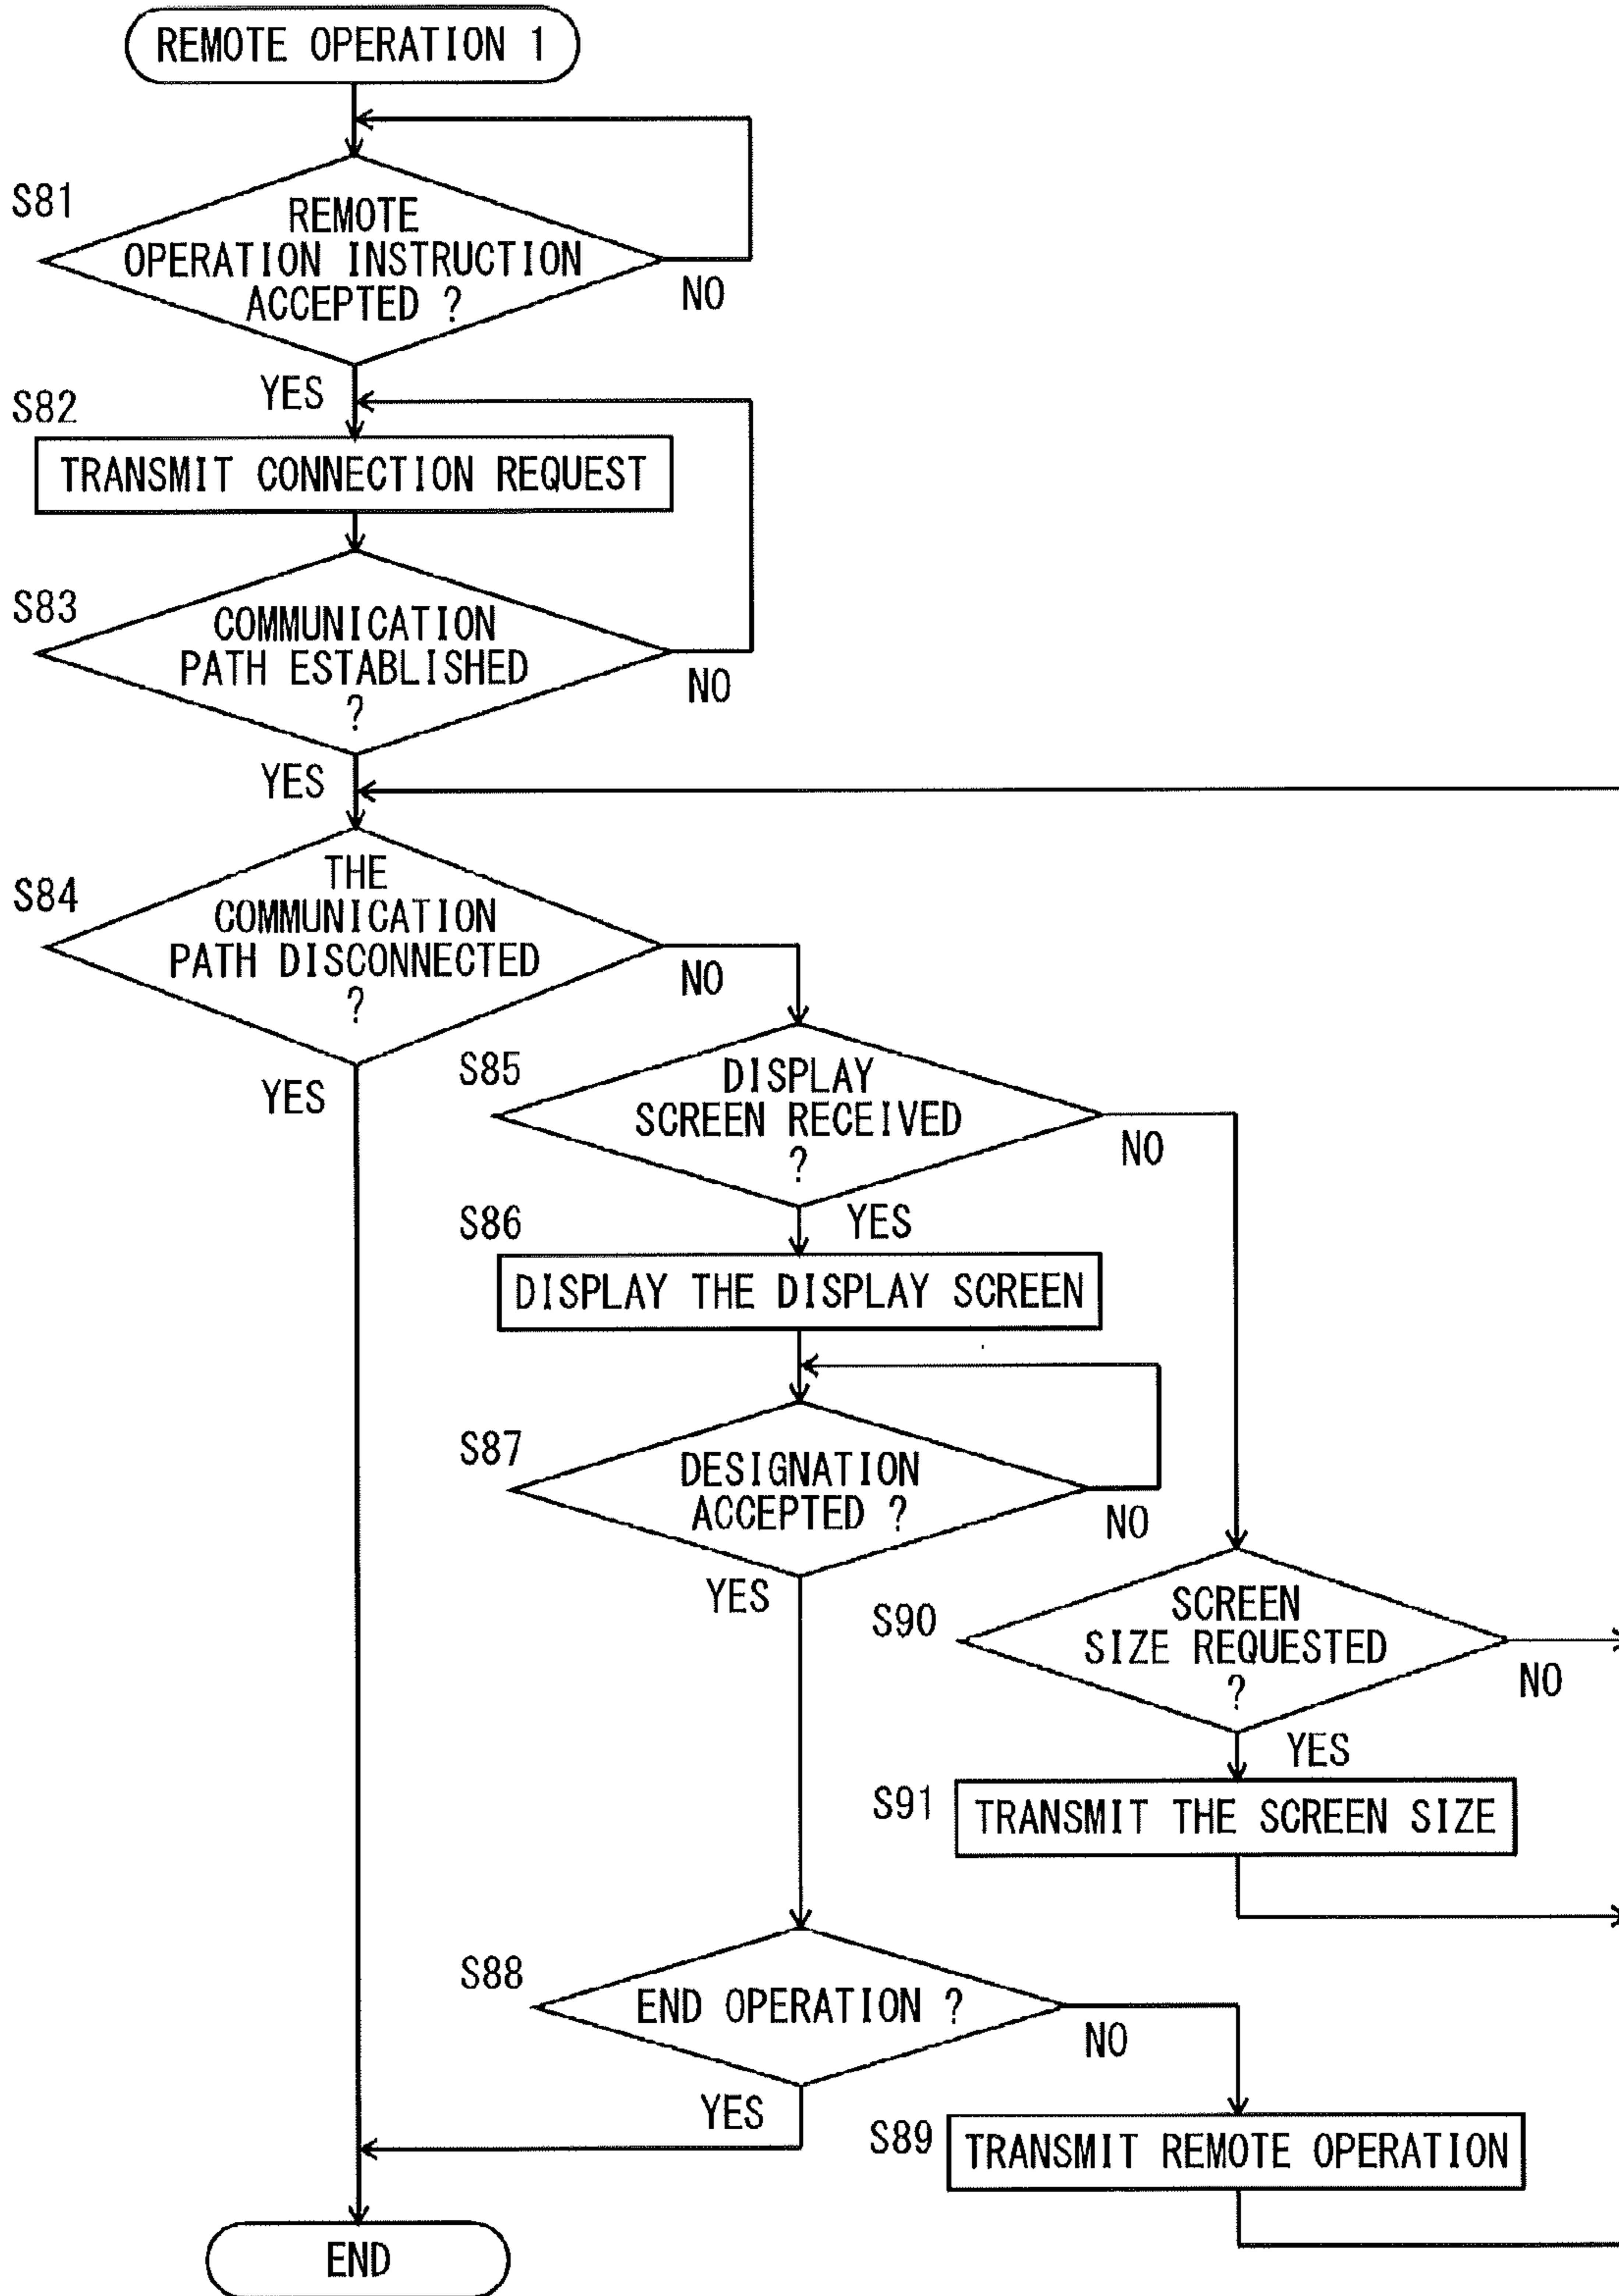 REMOTE OPERATION 1
S81
REMOTE
OPERATION INSTRUCTION
ACCEPTED ?
NO
YES
S82
TRANSMIT CONNECTION REQUEST
S83
COMMUNICATION
PATH ESTABLISHED
?
NO
YES
S84
THE
COMMUNICATION
PATH DISCONNECTED
?
NO
YES
S85
DISPLAY
SCREEN RECEIVED
?
NO
YES
S86
DISPLAY THE DISPLAY SCREEN
S87
DESIGNATION
ACCEPTED ?
NO
YES
S90
SCREEN
SIZE REQUESTED
?
NO
YES
S91
TRANSMIT THE SCREEN SIZE
S88
END OPERATION ?
NO
YES
S89
TRANSMIT REMOTE OPERATION
END